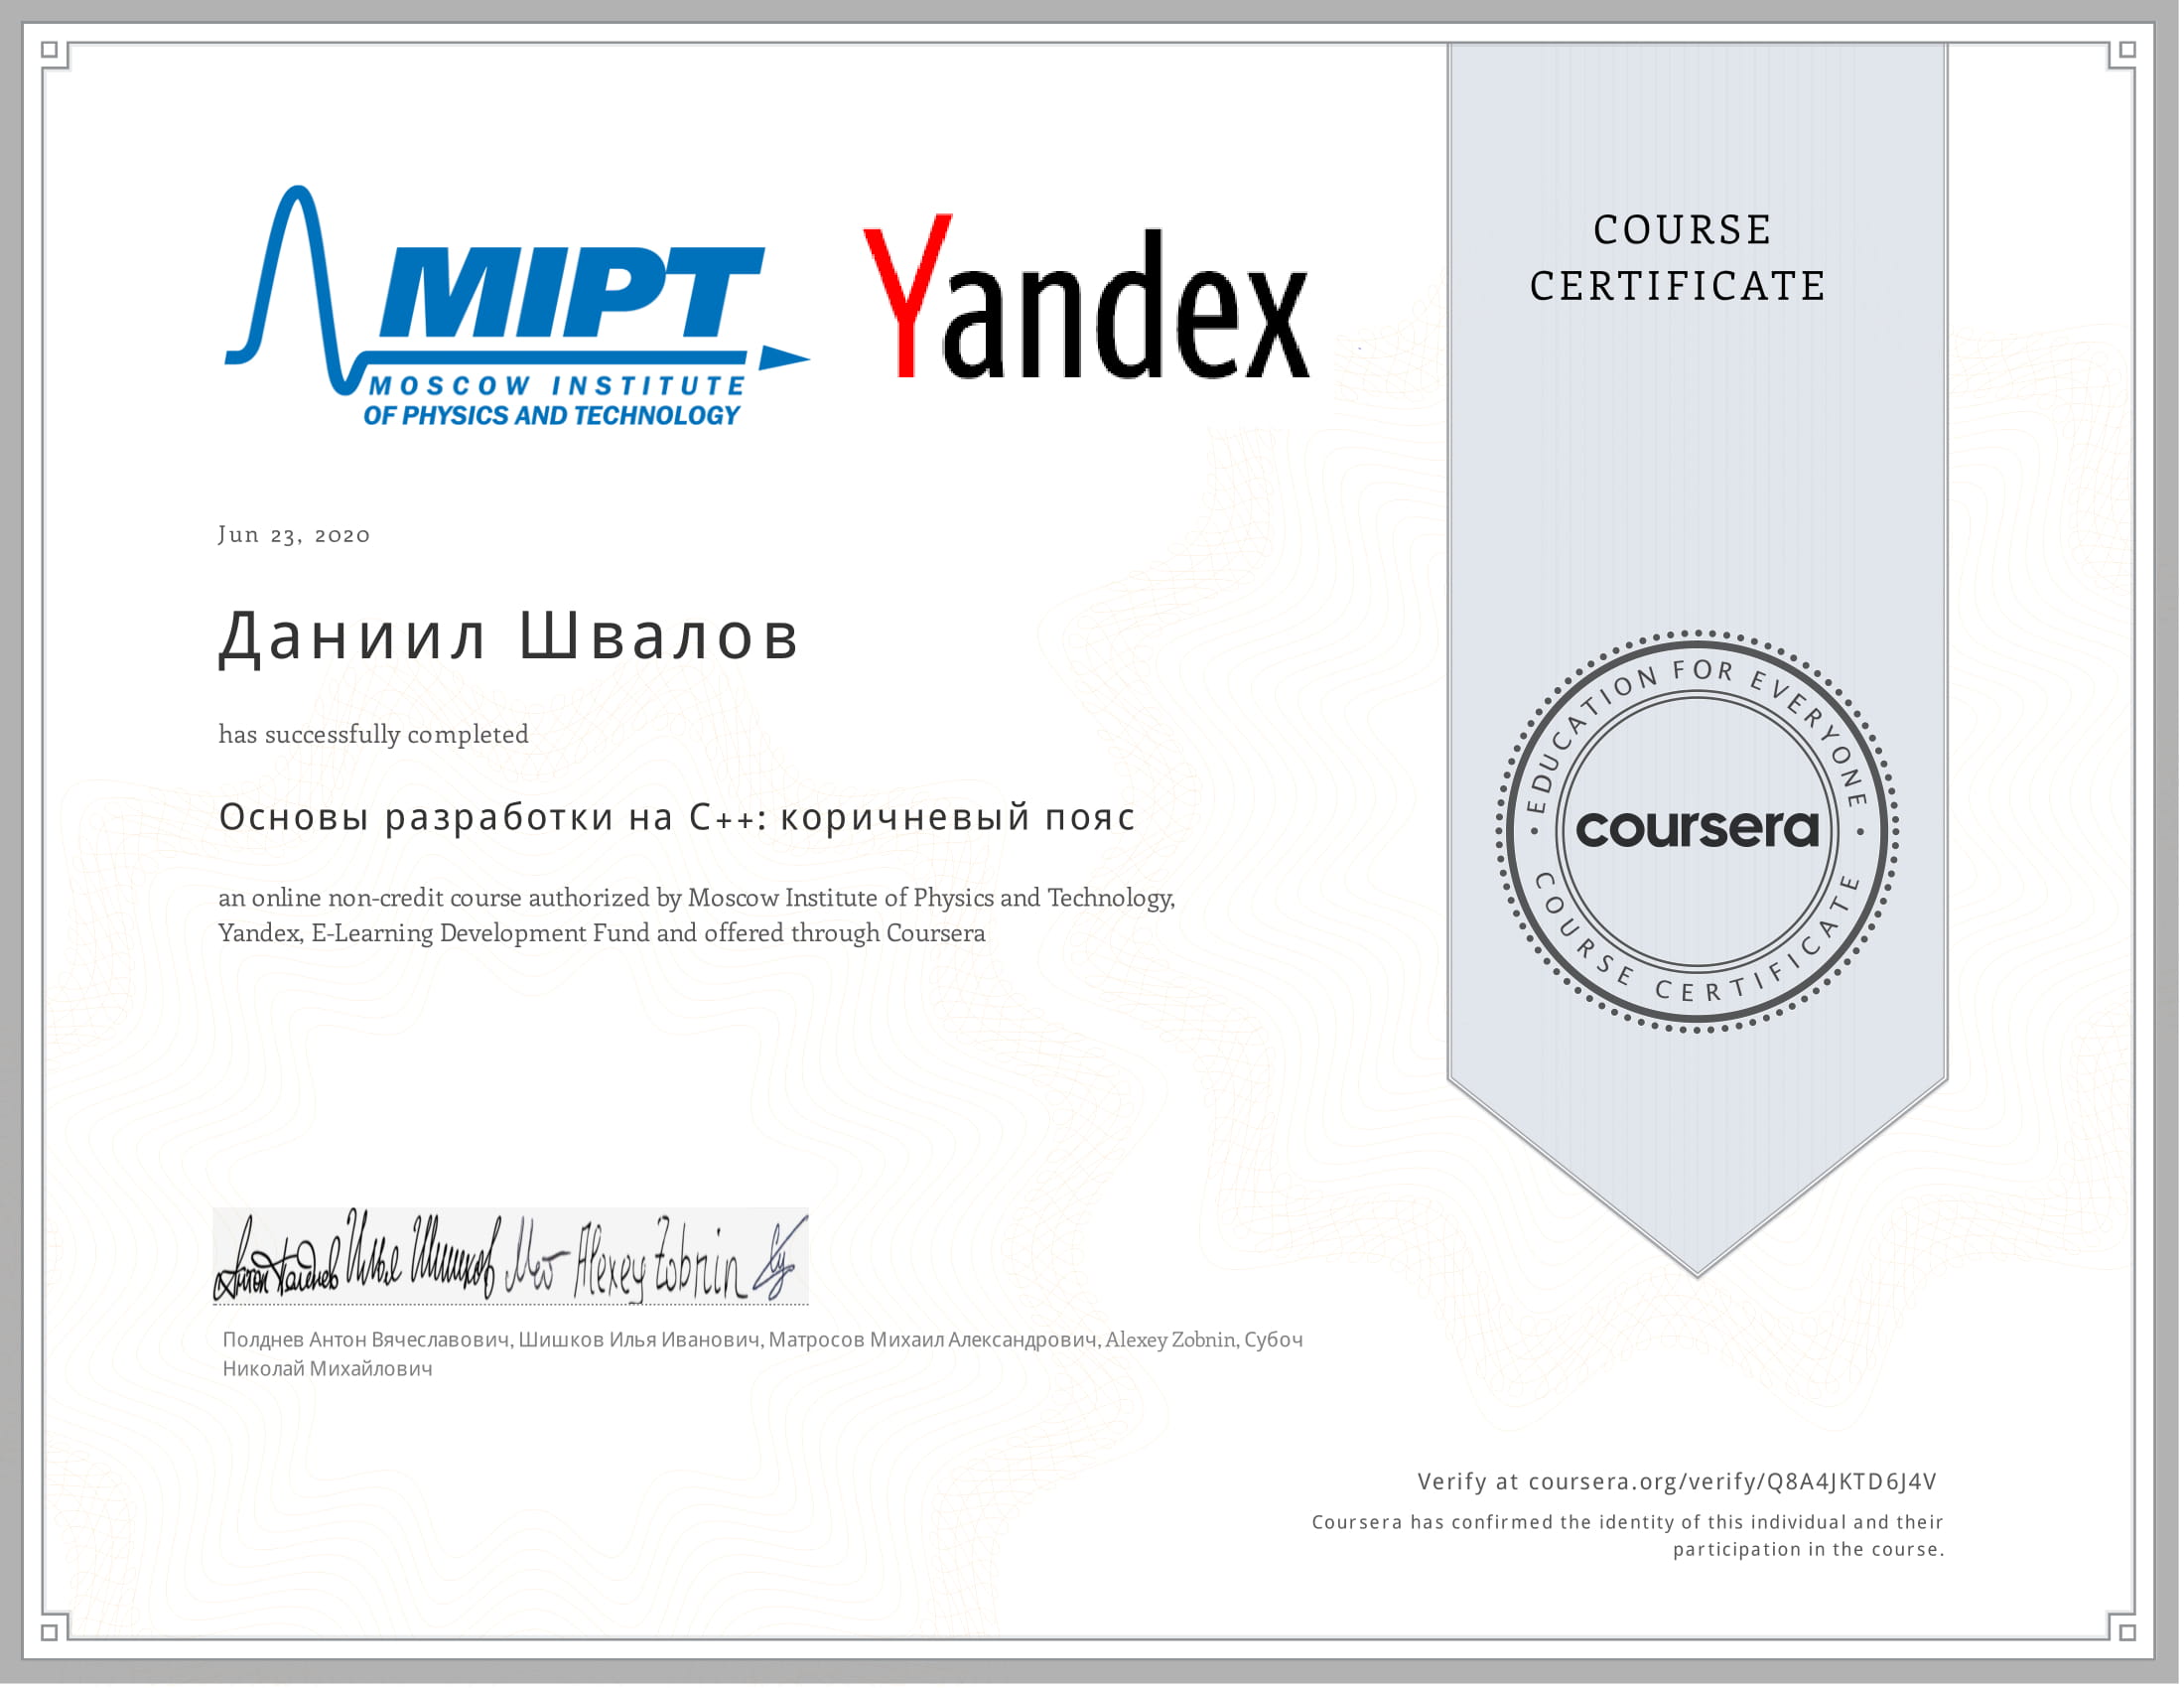 MIPT
MOSCOW INSTITUTE
OF PHYSICS AND TECHNOLOGY
Yandex
COURSE
CERTIFICATE
Jun 23, 2020
Даниил Швалов
has successfully completed
Основы разработки на C++: коричневый пояс
an online non-credit course authorized by Moscow Institute of Physics and Technology,
Yandex, E-Learning Development Fund and offered through Coursera
EDUCATION FOR EVERYONE
coursera
COURSE CERTIFICATE
Антон Полднев Илья Шишков Alexey Zobnin
Полднев Антон Вячеславович, Шишков Илья Иванович, Матросов Михаил Александрович, Alexey Zobnin, Субоч
Николай Михайлович
Verify at coursera.org/verify/Q8A4JKTD6J4V
Coursera has confirmed the identity of this individual and their
participation in the course.